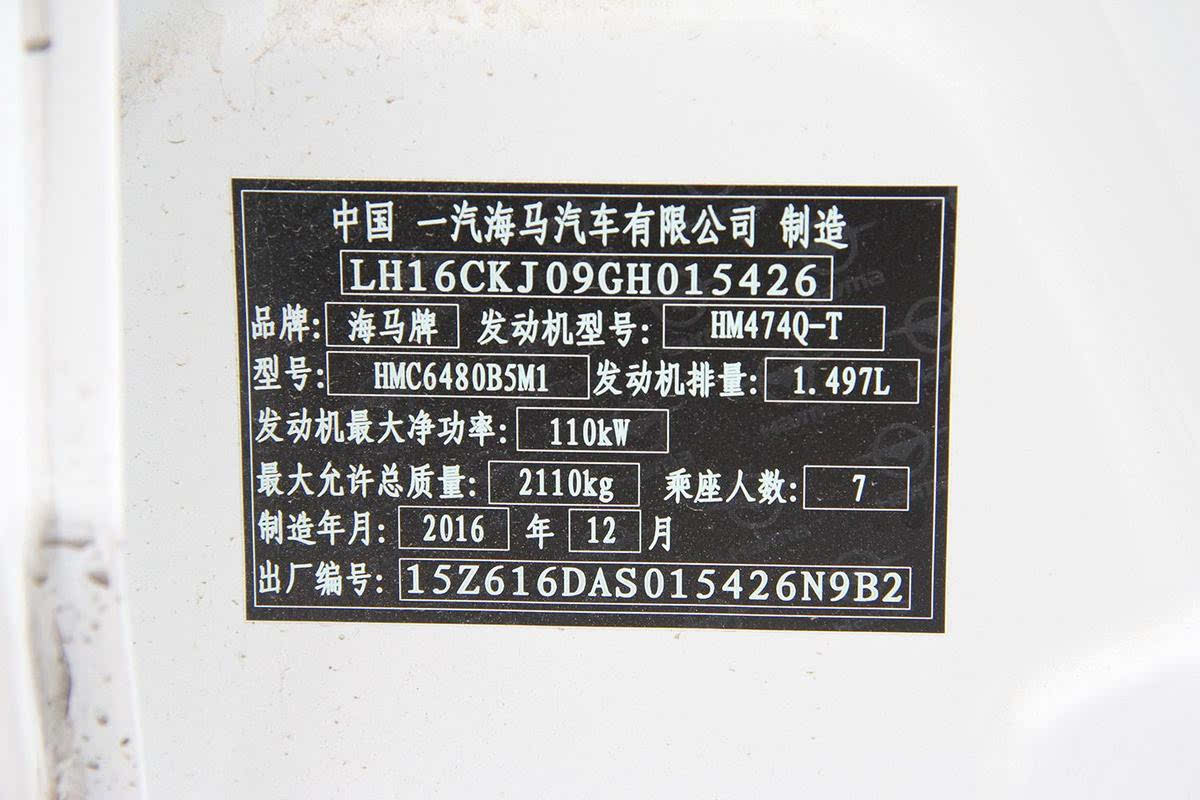 中国 一汽海马汽车有限公司 制造
LH16CKJ09GH015426
品牌: 海马牌 发动机型号: HM474Q-T
型号: HMC6480B5M1 发动机排量: 1.497L
发动机最大净功率: 110kW
最大允许总质量: 2110kg 乘座人数: 7
制造年月: 2016 年 12 月
出厂编号: 15Z616DAS015426N9B2